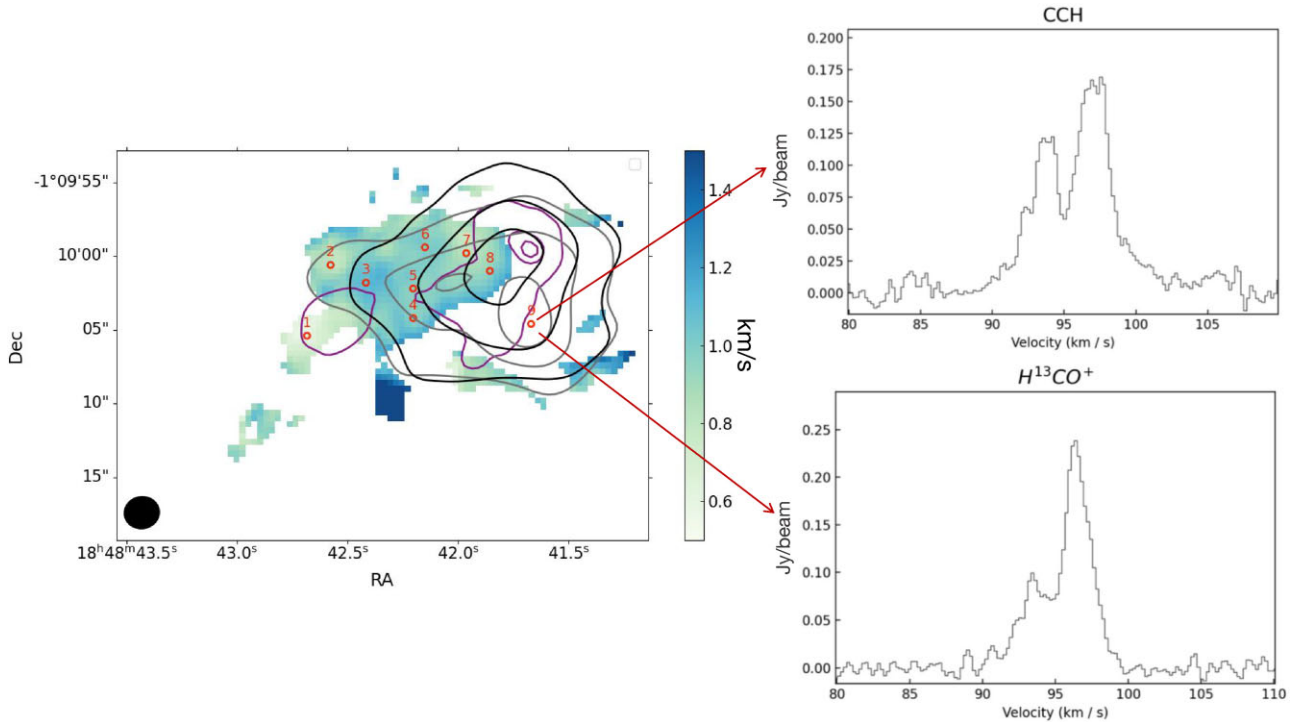 CCH
0.200
0.175
0.150
0.125
0.100
0.075
0.050
0.025
0.000
Jy/beam
80 85 90 95 100 105
Velocity (km / s)
-1°09'55"
10'00"
05"
10"
15"
Dec
1
2
3
4
5
6
7
8
9
18ʰ48ᵐ43.5ˢ 43.0ˢ 42.5ˢ 42.0ˢ 41.5ˢ
RA
1.4
1.2
1.0
0.8
0.6
km/s
H¹³CO⁺
0.25
0.20
0.15
0.10
0.05
0.00
Jy/beam
80 85 90 95 100 105 110
Velocity (km / s)